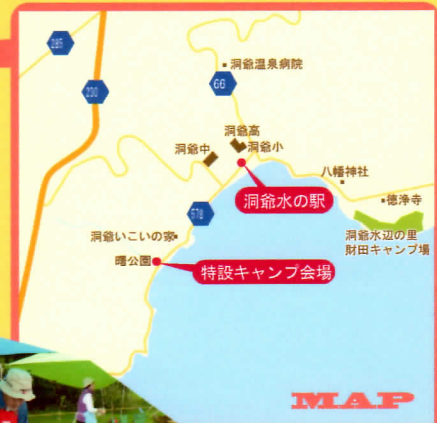 285
230
66
洞爺温泉病院
洞爺高
洞爺小
洞爺中
八幡神社
洞爺水の駅
徳浄寺
578
洞爺水辺の里
財田キャンプ場
洞爺いこいの家
曙公園
特設キャンプ会場
MAP